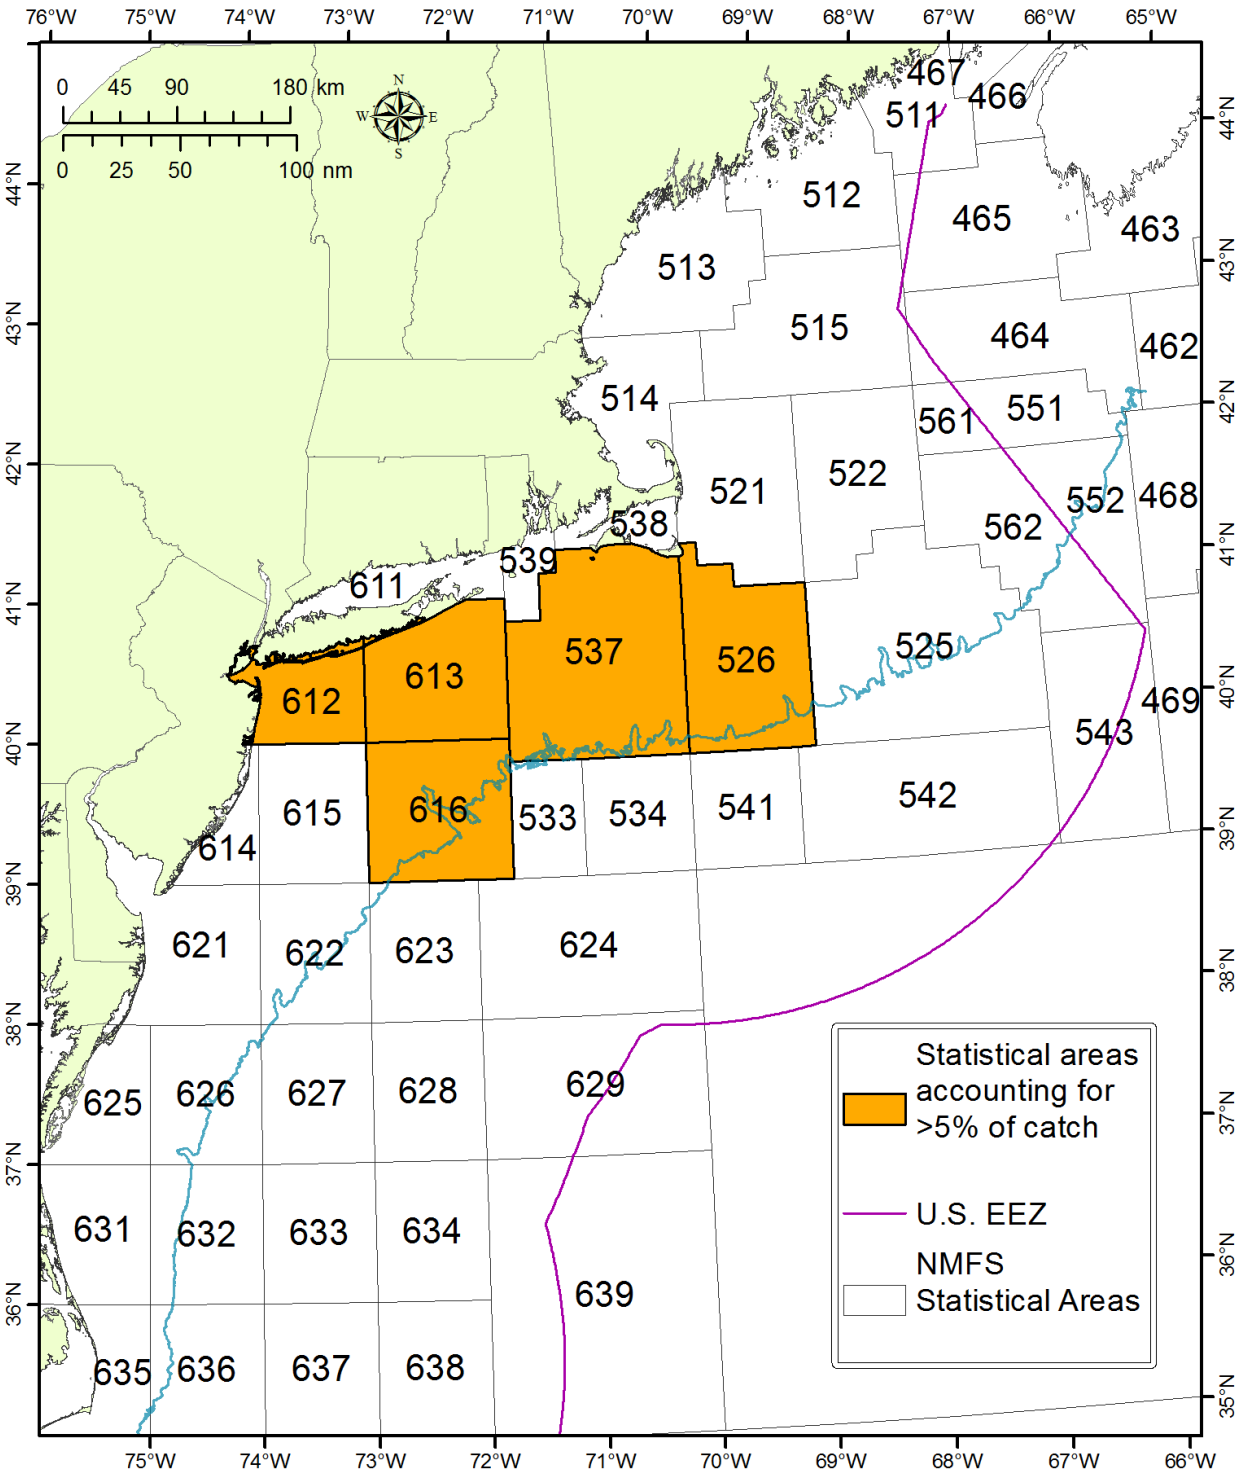 76°W 75°W 74°W 73°W 72°W 71°W 70°W 69°W 68°W 67°W 66°W 65°W
0 45 90 180 km
0 25 50 100 nm
N
W E
S
467
466
511
512
465
463
513
515
464
462
514
561
551
521
522
552
468
562
538
539
611
537
526
525
613
612
469
543
616
615
533
534
541
542
614
621
622
623
624
625
626
627
628
629
631
632
633
634
639
635
636
637
638
44°N
43°N
42°N
41°N
40°N
39°N
38°N
37°N
36°N
44°N
43°N
42°N
41°N
40°N
39°N
38°N
37°N
36°N
35°N
Statistical areas
accounting for
>5% of catch
U.S. EEZ
NMFS
Statistical Areas
75°W 74°W 73°W 72°W 71°W 70°W 69°W 68°W 67°W 66°W